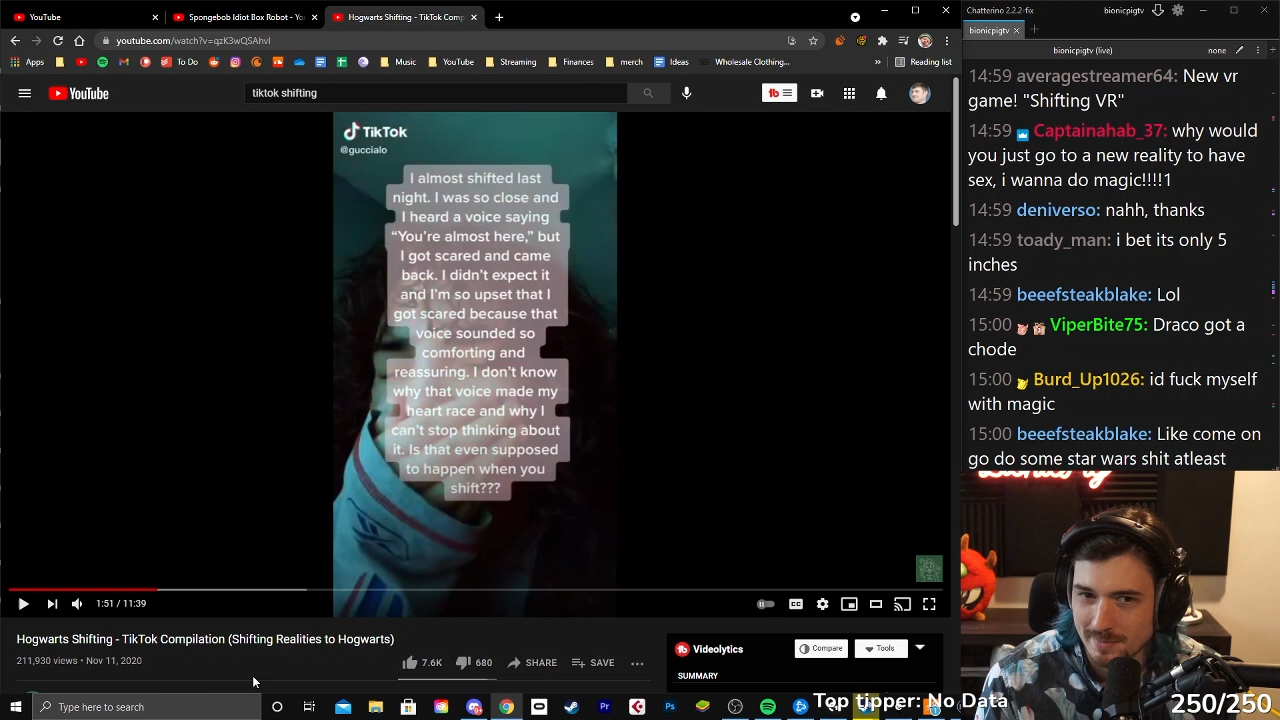 YouTube
Spongebob Idiot Box Robot - Yo
Hogwarts Shifting - TikTok Comp
youtube.com/watch?v=qzK3wQSAhvI
Apps
To Do
Music
YouTube
Streaming
Finances
merch
Ideas
Wholesale Clothing...
Reading list
YouTube
tiktok shifting
TikTok
@guccialo
I almost shifted last
night. I was so close and
I heard a voice saying
“You’re almost here,” but
I got scared and came
back. I didn’t expect it
and I’m so upset that I
got scared because that
voice sounded so
comforting and
reassuring. I don’t know
why that voice made my
heart race and why I
can’t stop thinking about
it. Is that even supposed
to happen when you
shift???
1:51 / 11:39
Hogwarts Shifting - TikTok Compilation (Shifting Realities to Hogwarts)
211,930 views • Nov 11, 2020
7.6K
680
SHARE
SAVE
Videolytics
Compare
Tools
SUMMARY
Type here to search
Chatterino 2.2.2-fix
bionicpigtv
bionicpigtv
bionicpigtv (live)
none
14:59 averagestreamer64: New vr
game! "Shifting VR"
14:59 Captainahab_37: why would
you just go to a new reality to have
sex, i wanna do magic!!!!1
14:59 deniverso: nahh, thanks
14:59 toady_man: i bet its only 5
inches
14:59 beeefsteakblake: Lol
15:00 ViperBite75: Draco got a
chode
15:00 Burd_Up1026: id fuck myself
with magic
15:00 beeefsteakblake: Like come on
go do some star wars shit atleast
Top tipper: No Data
250/250